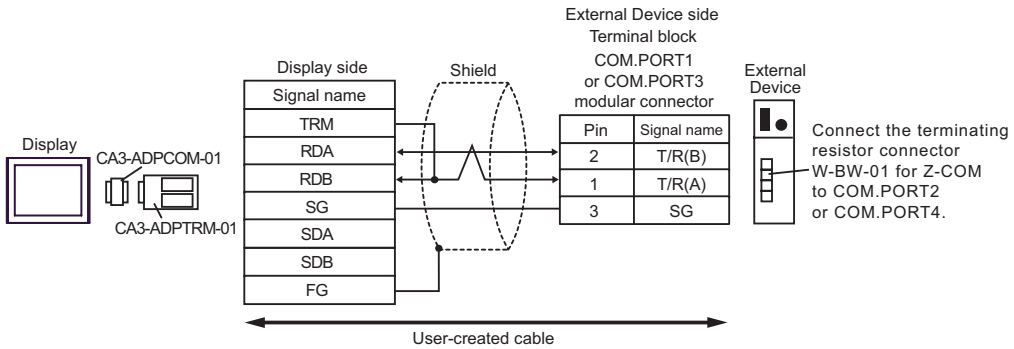 External Device side
Terminal block
COM.PORT1
or COM.PORT3
modular connector
Display side
Shield
External
Device
Signal name
TRM
RDA
RDB
SG
SDA
SDB
FG
Pin
Signal name
2
T/R(B)
1
T/R(A)
3
SG
Display
CA3-ADPCOM-01
CA3-ADPTRM-01
Connect the terminating
resistor connector
W-BW-01 for Z-COM
to COM.PORT2
or COM.PORT4.
User-created cable